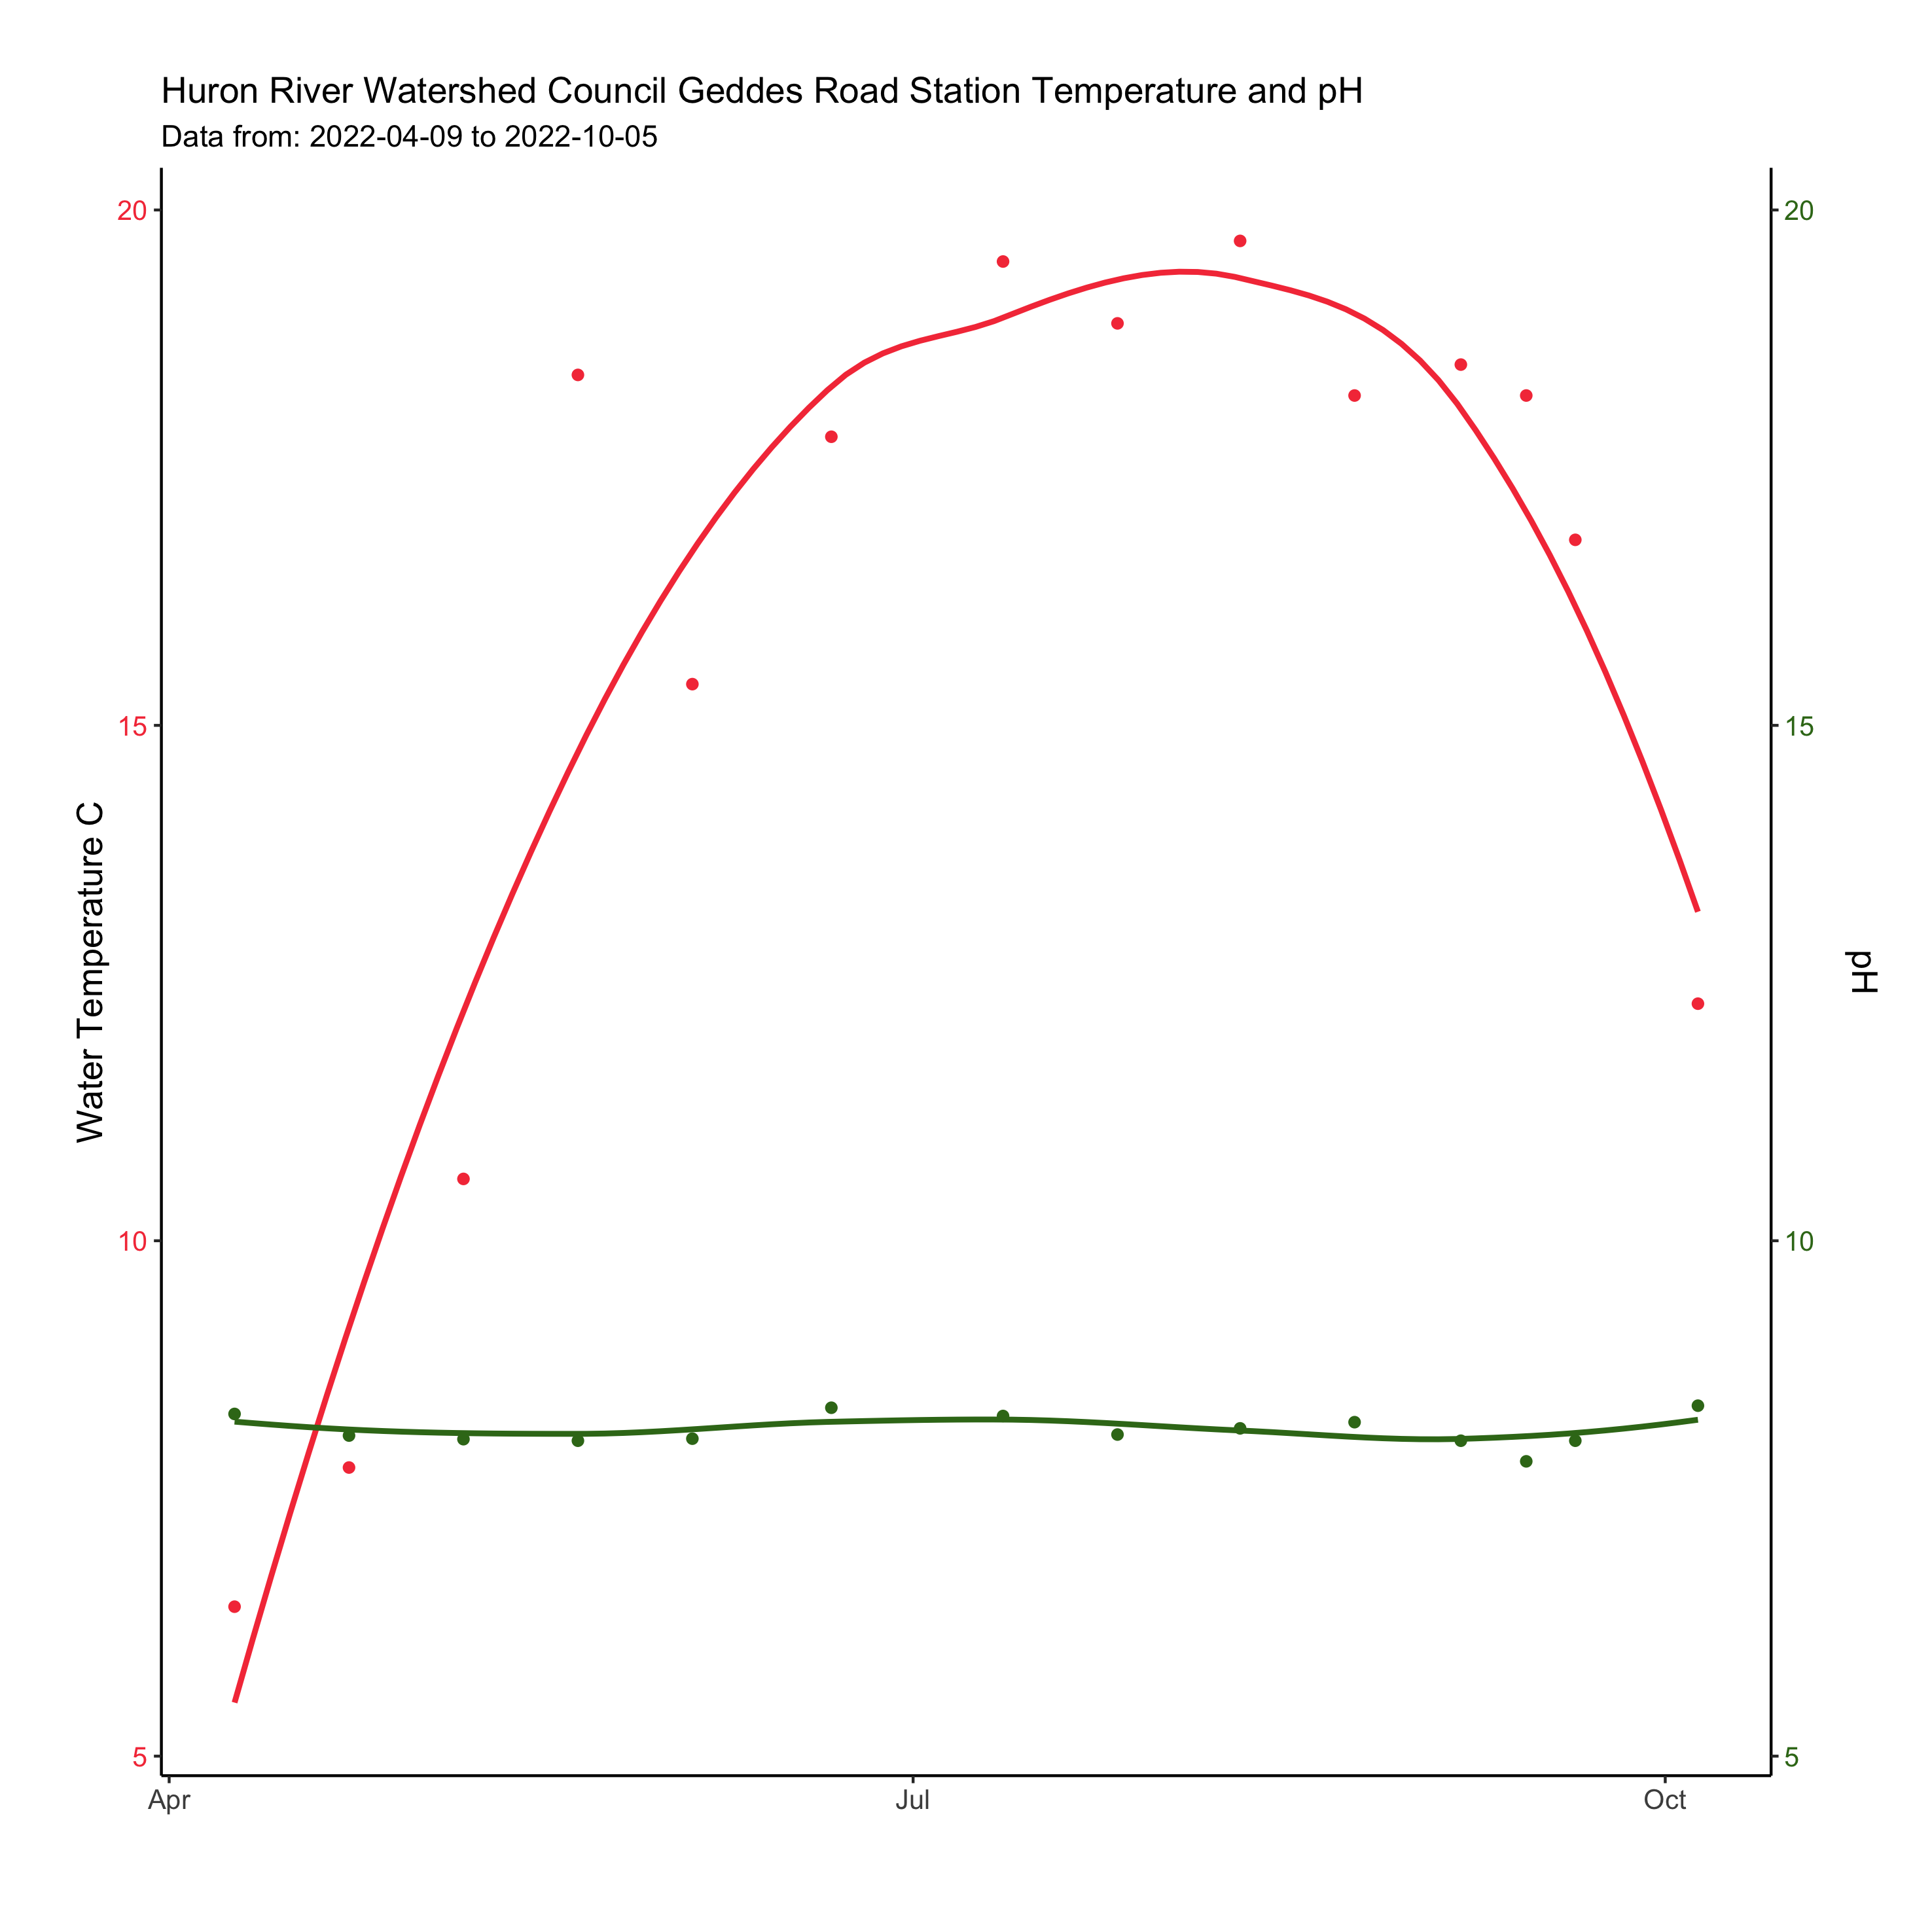 Huron River Watershed Council Geddes Road Station Temperature and pH
Data from: 2022-04-09 to 2022-10-05
20
15
10
5
Water Temperature C
20
15
10
5
pH
Apr
Jul
Oct